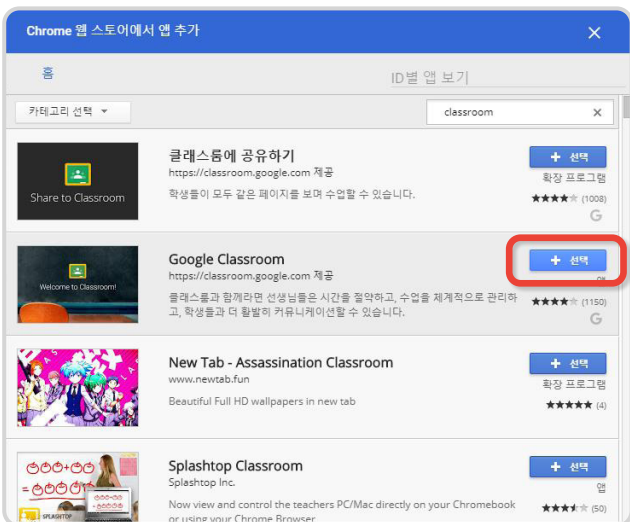 Chrome 웹 스토어에서 앱 추가
홈
ID별 앱 보기
카테고리 선택
classroom
Share to Classroom
클래스룸에 공유하기
https://classroom.google.com 제공
학생들이 모두 같은 페이지를 보며 수업할 수 있습니다.
+ 선택
확장 프로그램
(1008)
G
Welcome to Classroom!
Google Classroom
https://classroom.google.com 제공
클래스룸과 함께라면 선생님들은 시간을 절약하고, 수업을 체계적으로 관리하
고, 학생들과 더 활발히 커뮤니케이션할 수 있습니다.
+ 선택
(1150)
G
New Tab - Assassination Classroom
www.newtab.fun
Beautiful Full HD wallpapers in new tab
+ 선택
확장 프로그램
(4)
SPLASHTOP
Splashtop Classroom
Splashtop Inc.
Now view and control the teachers PC/Mac directly on your Chromebook
or using your Chrome Browser
+ 선택
앱
(50)